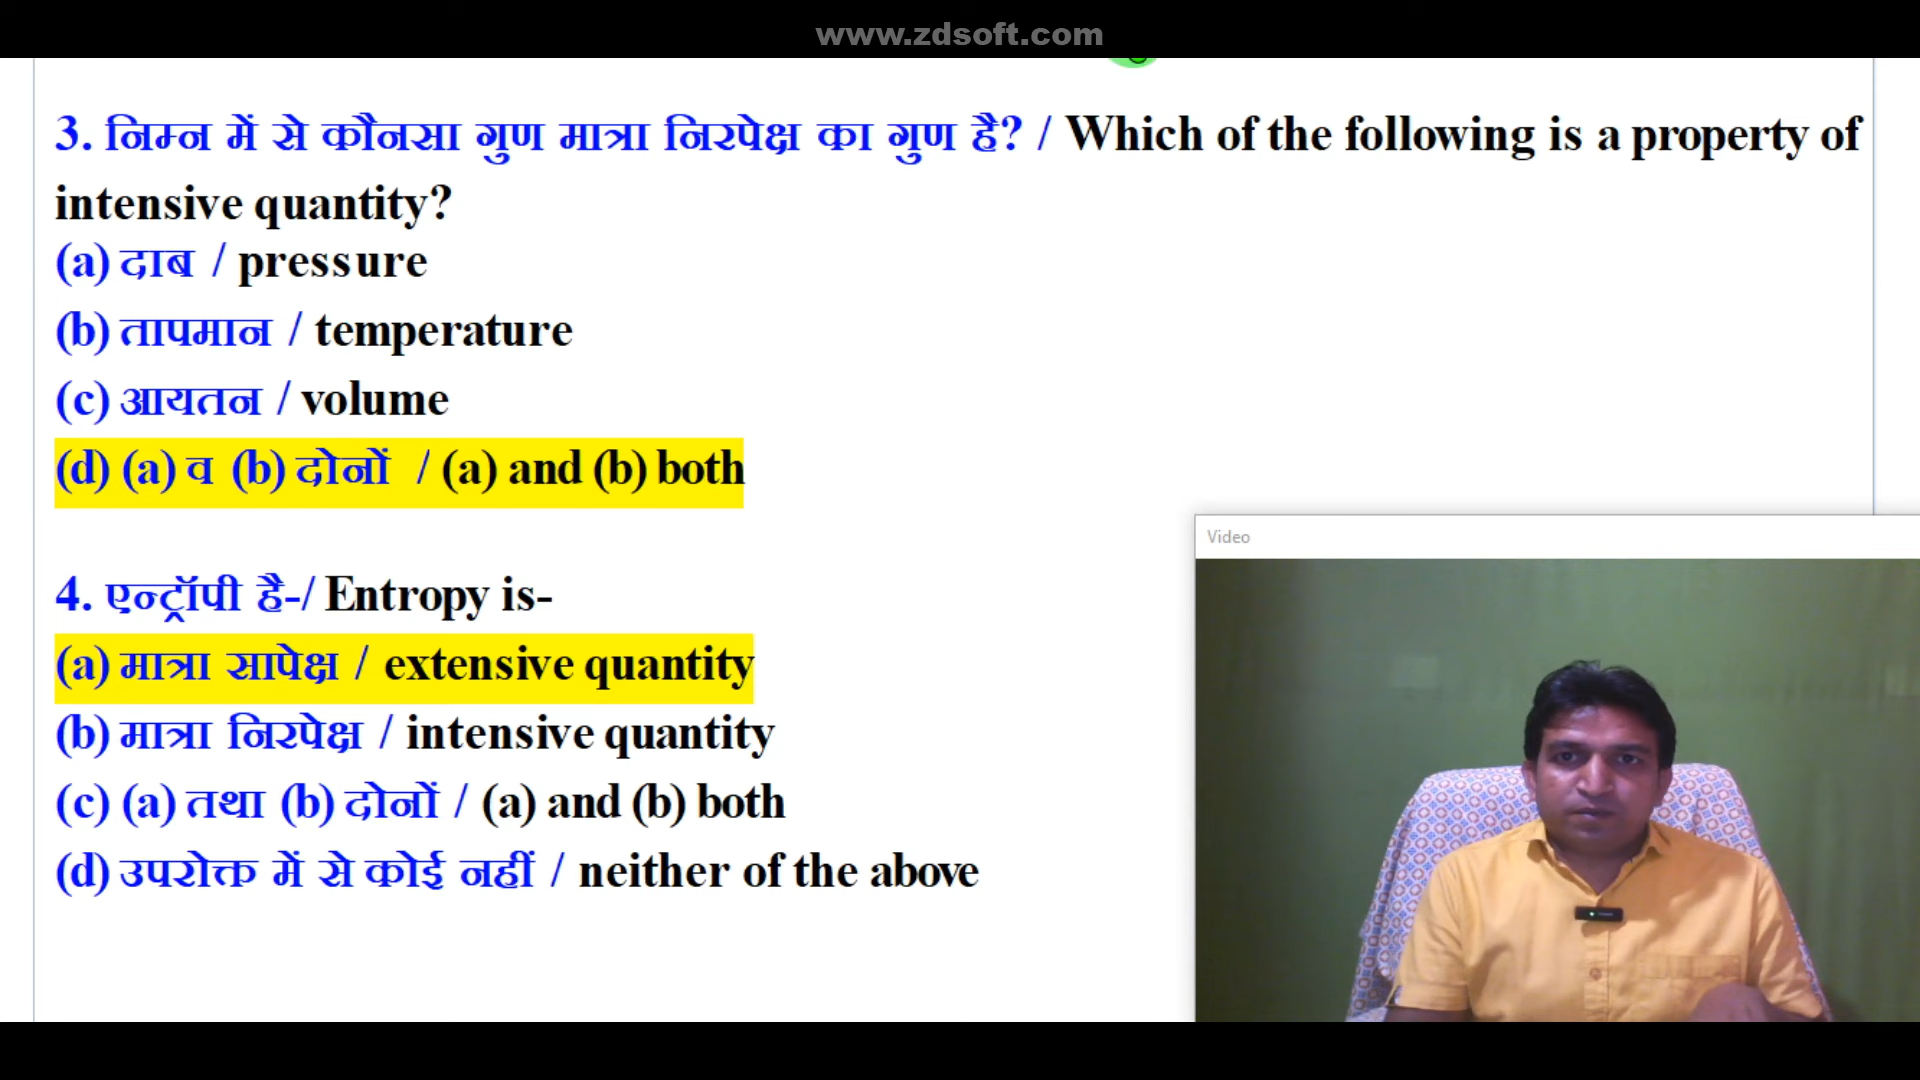 www.zdsoft.com
3. निम्न में से कौनसा गुण मात्रा निरपेक्ष का गुण है? / Which of the following is a property of
intensive quantity?
(a) दाब / pressure
(b) तापमान / temperature
(c) आयतन / volume
(d) (a) व (b) दोनों / (a) and (b) both
4. एन्ट्रॉपी है-/ Entropy is-
(a) मात्रा सापेक्ष / extensive quantity
(b) मात्रा निरपेक्ष / intensive quantity
(c) (a) तथा (b) दोनों / (a) and (b) both
(d) उपरोक्त में से कोई नहीं / neither of the above
Video